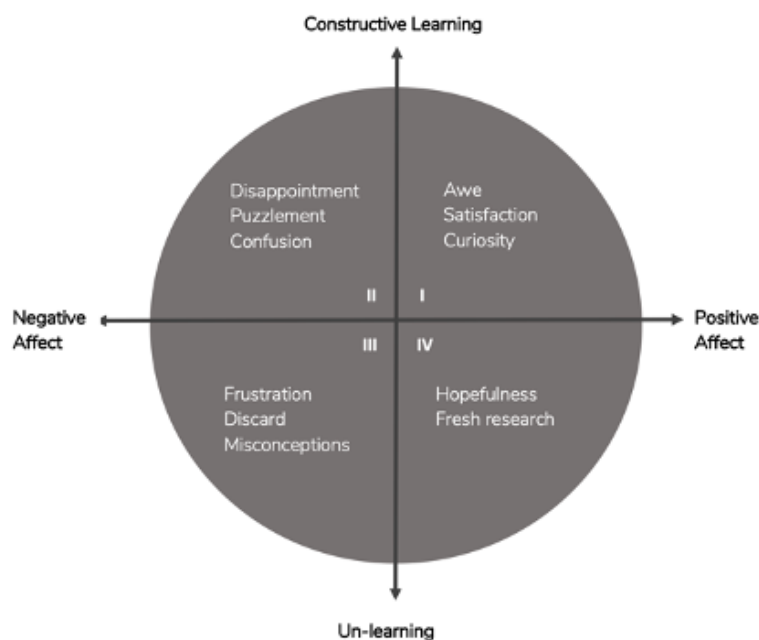 Constructive Learning
Disappointment
Puzzlement
Confusion
Awe
Satisfaction
Curiosity
II
I
Negative
Affect
Positive
Affect
III
IV
Frustration
Discard
Misconceptions
Hopefulness
Fresh research
Un-learning